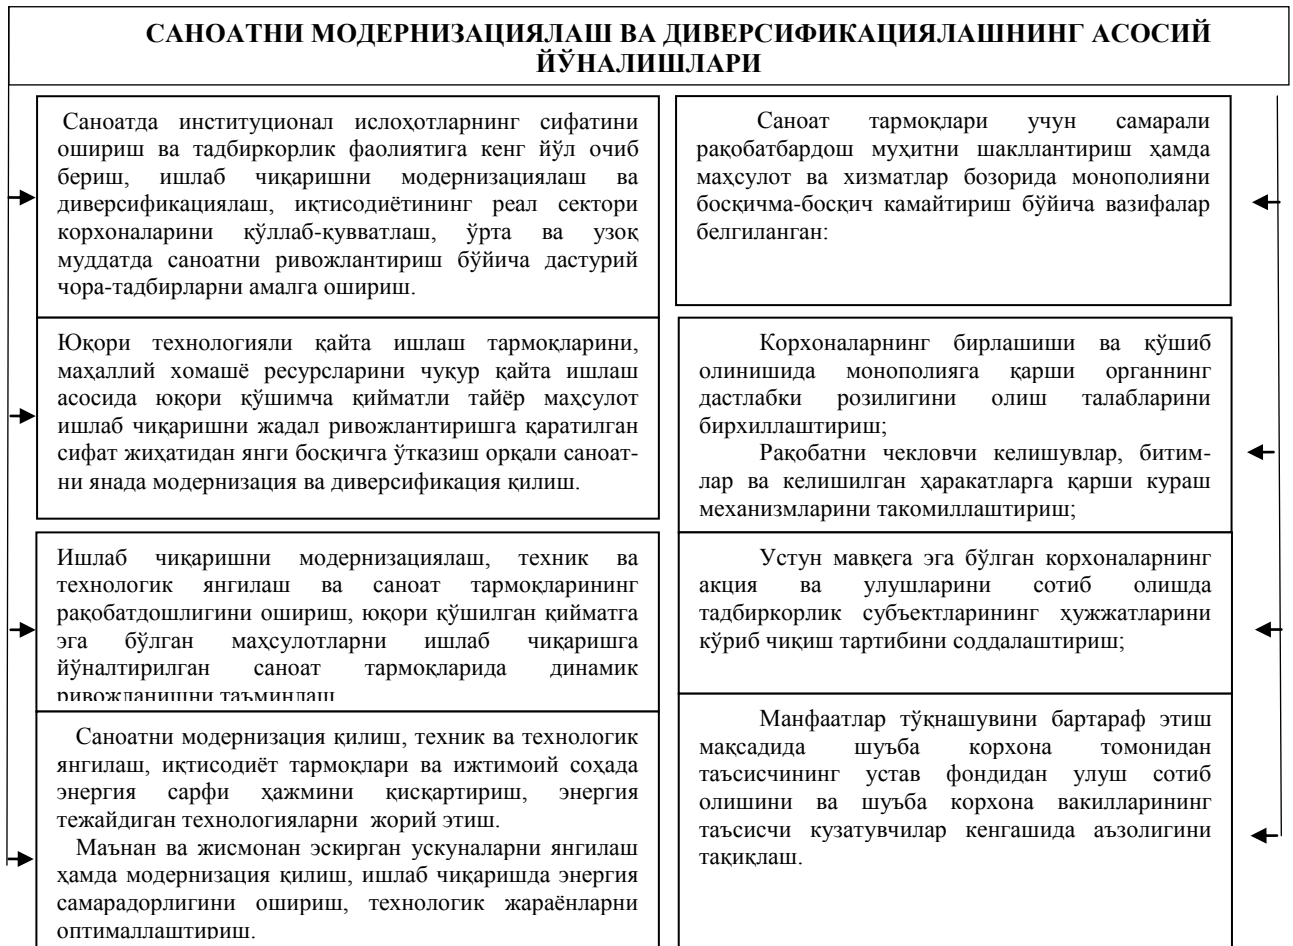 САНОАТНИ МОДЕРНИЗАЦИЯЛАШ ВА ДИВЕРСИФИКАЦИЯЛАШНИНГ АСОСИЙ
ЙЎНАЛИШЛАРИ
Саноатда институционал ислоҳотларнинг сифатини
ошириш ва тадбиркорлик фаолиятига кенг йўл очиб
бериш, ишлаб чиқаришни модернизациялаш ва
диверсификациялаш, иқтисодиётининг реал сектори
корхоналарини қўллаб-қувватлаш, ўрта ва узоқ
муддатда саноатни ривожлантириш бўйича дастурий
чора-тадбирларни амалга ошириш.
Юқори технологияли қайта ишлаш тармоқларини,
маҳаллий хомашё ресурсларини чуқур қайта ишлаш
асосида юқори қўшимча қийматли тайёр маҳсулот
ишлаб чиқаришни жадал ривожлантиришга қаратилган
сифат жиҳатидан янги босқичга ўтказиш орқали саноат-
ни янада модернизация ва диверсификация қилиш.
Ишлаб чиқаришни модернизациялаш, техник ва
технологик янгилаш ва саноат тармоқларининг
рақобатдошлигини ошириш, юқори қўшилган қийматга
эга бўлган маҳсулотларни ишлаб чиқаришга
йўналтирилган саноат тармоқларида динамик
ривожланишни таъминлаш
Саноатни модернизация қилиш, техник ва технологик
янгилаш, иқтисодиёт тармоқлари ва ижтимоий соҳада
энергия сарфи ҳажмини қисқартириш, энергия
тежайдиган технологияларни жорий этиш.
Маънан ва жисмонан эскирган ускуналарни янгилаш
ҳамда модернизация қилиш, ишлаб чиқаришда энергия
самарадорлигини ошириш, технологик жараёнларни
оптималлаштириш.
Саноат тармоқлари учун самарали
рақобатбардош муҳитни шакллантириш ҳамда
маҳсулот ва хизматлар бозорида монополияни
босқичма-босқич камайтириш бўйича вазифалар
белгиланган:
Корхоналарнинг бирлашиши ва қўшиб
олинишида монополияга қарши органнинг
дастлабки розилигини олиш талабларини
бирхиллаштириш;
Рақобатни чекловчи келишувлар, битим-
лар ва келишилган ҳаракатларга қарши кураш
механизмларини такомиллаштириш;
Устун мавқега эга бўлган корхоналарнинг
акция ва улушларини сотиб олишда
тадбиркорлик субъектларининг ҳужжатларини
кўриб чиқиш тартибини соддалаштириш;
Манфаатлар тўқнашувини бартараф этиш
мақсадида шуъба корхона томонидан
таъсисчининг устав фондидан улуш сотиб
олишини ва шуъба корхона вакилларининг
таъсисчи кузатувчилар кенгашида аъзолигини
тақиқлаш.